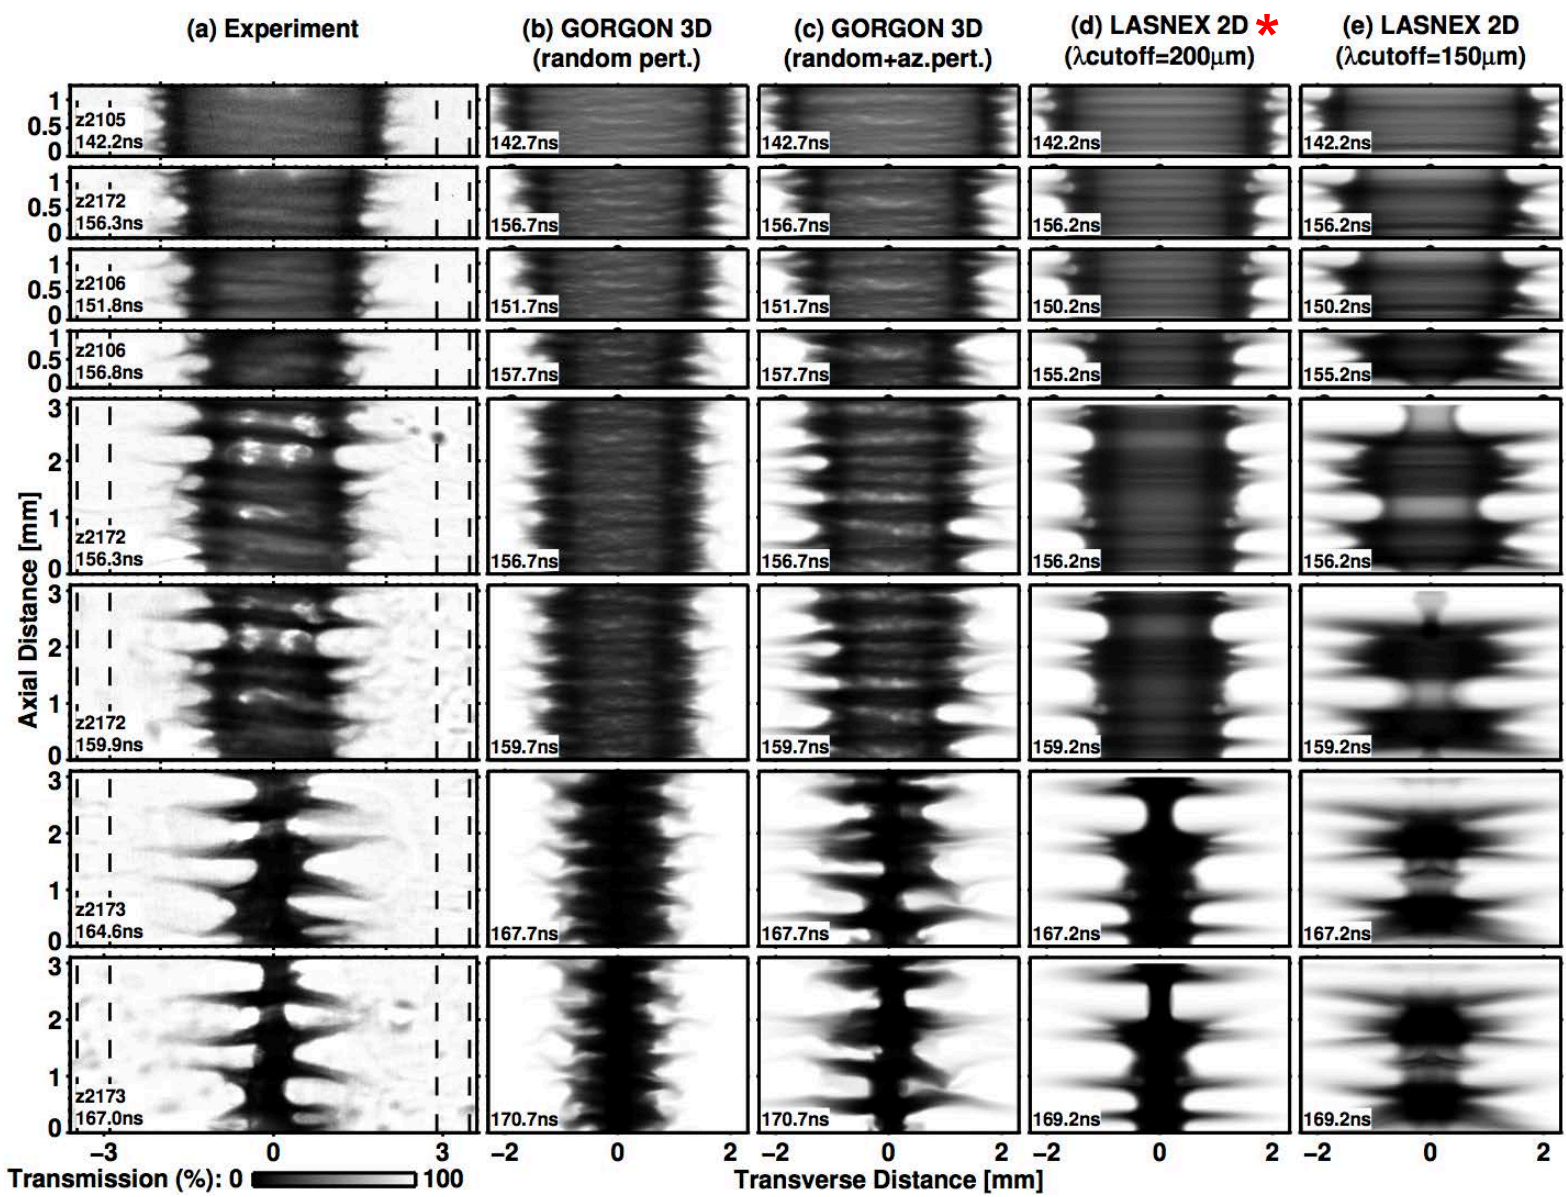 (a) Experiment
(b) GORGON 3D
(random pert.)
(c) GORGON 3D
(random+az.pert.)
(d) LASNEX 2D *
(λcutoff=200μm)
(e) LASNEX 2D
(λcutoff=150μm)
1
0.5
0
z2105
142.2ns
142.7ns
142.7ns
142.2ns
142.2ns
1
0.5
0
z2172
156.3ns
156.7ns
156.7ns
156.2ns
156.2ns
1
0.5
0
z2106
151.8ns
151.7ns
151.7ns
150.2ns
150.2ns
1
0.5
0
z2106
156.8ns
157.7ns
157.7ns
155.2ns
155.2ns
Axial Distance [mm]
3
2
1
0
z2172
156.3ns
156.7ns
156.7ns
156.2ns
156.2ns
3
2
1
0
z2172
159.9ns
159.7ns
159.7ns
159.2ns
159.2ns
3
2
1
0
z2173
164.6ns
167.7ns
167.7ns
167.2ns
167.2ns
3
2
1
0
z2173
167.0ns
170.7ns
170.7ns
169.2ns
169.2ns
−3 0 3
−2 0 2
−2 0 2
−2 0 2
−2 0 2
Transmission (%): 0 100
Transverse Distance [mm]